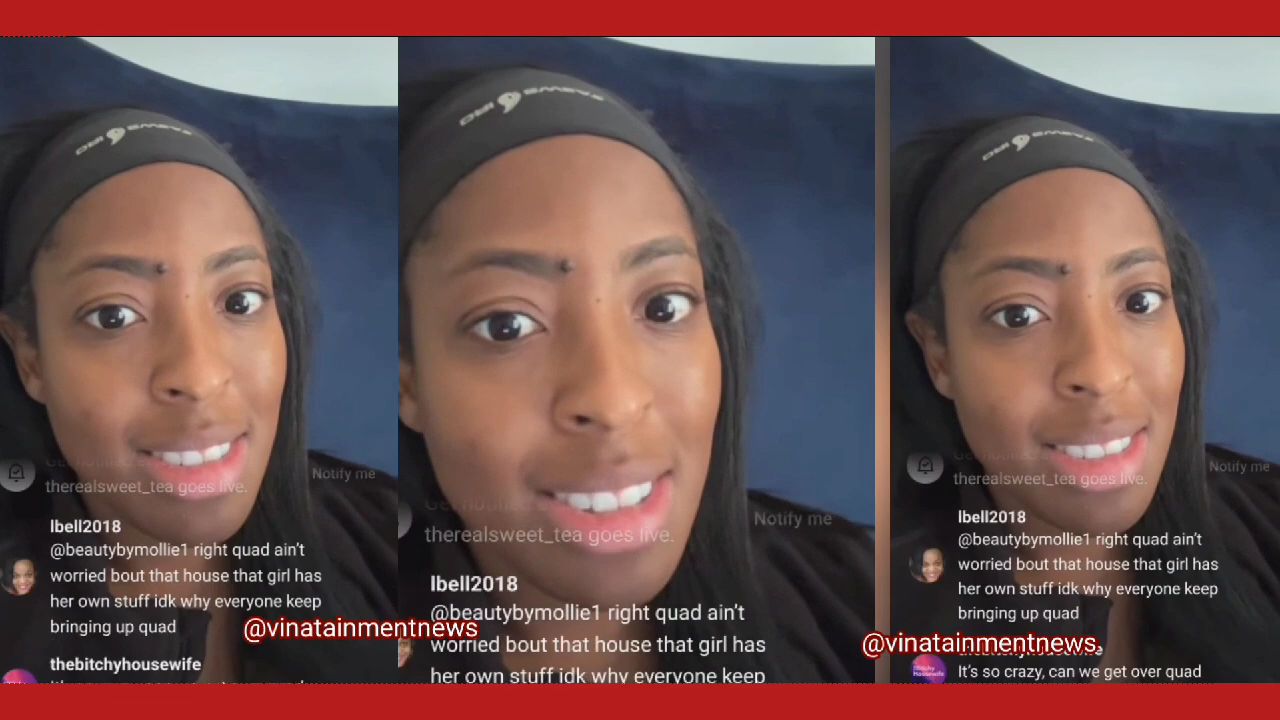 Notify me
therealsweet_tea goes live.
lbell2018
@beautybymollie1 right quad ain't
worried bout that house that girl has
her own stuff idk why everyone keep
bringing up quad
thebitchyhousewife
@vinatainmentnews
Notify me
therealsweet_tea goes live.
lbell2018
@beautybymollie1 right quad ain't
worried bout that house that girl has
her own stuff idk why everyone keep
Notify me
therealsweet_tea goes live.
lbell2018
@beautybymollie1 right quad ain't
worried bout that house that girl has
her own stuff idk why everyone keep
bringing up quad
@vinatainmentnews
It's so crazy, can we get over quad